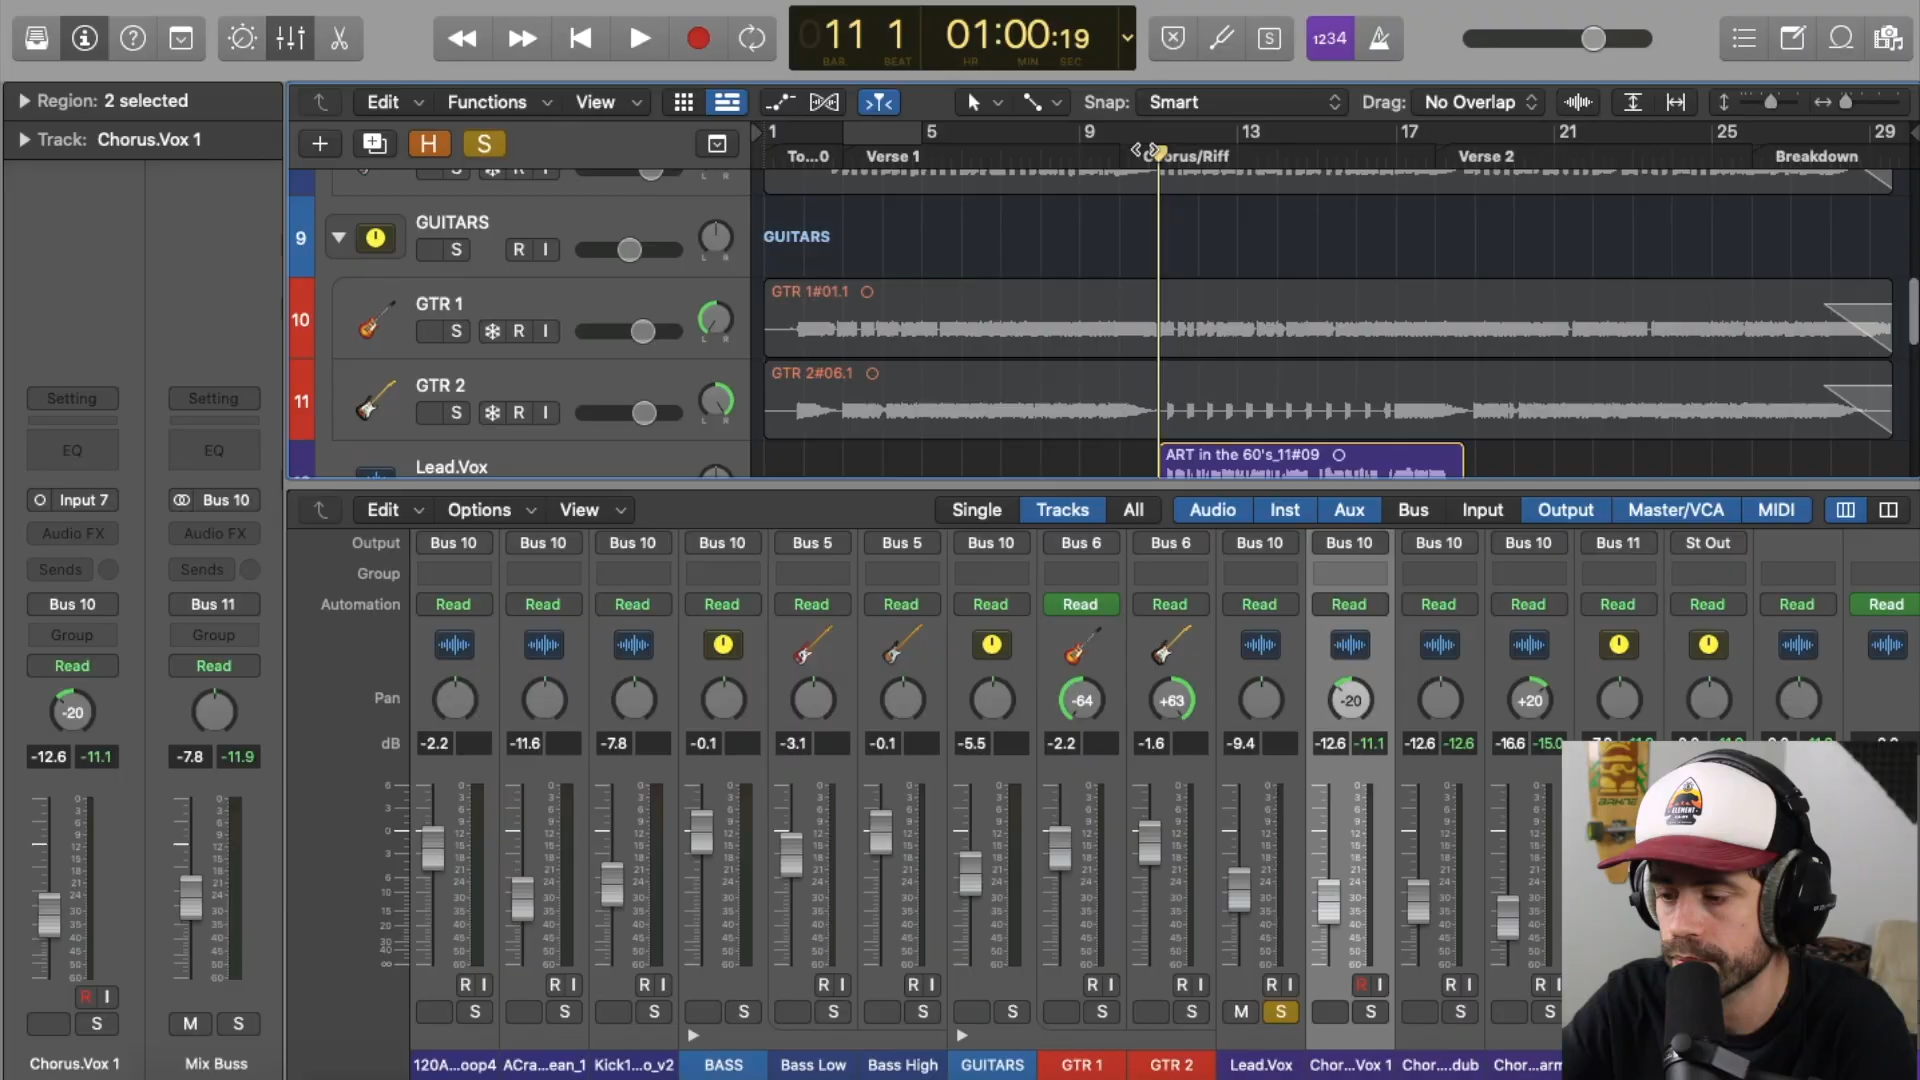 11 1 01:00:19
BAR BEAT HR MIN SEC
S 1234
Region: 2 selected
Track: Chorus.Vox 1
Edit Functions View Snap: Smart Drag: No Overlap
H S
1 5 9 13 17 21 25 29
To...0 Verse 1 Chorus/Riff Verse 2 Breakdown
9 GUITARS
S R I L R
GUITARS
10 GTR 1
S R I L R
GTR 1#01.1
11 GTR 2
S R I L R
GTR 2#06.1
Lead.Vox
ART in the 60's_11#09
Setting Setting
EQ EQ
Input 7 Bus 10
Audio FX Audio FX
Sends Sends
Bus 10 Bus 11
Group Group
Read Read
-20
-12.6 -11.1 -7.8 -11.9
R I
S M S
Chorus.Vox 1 Mix Buss
Edit Options View Single Tracks All Audio Inst Aux Bus Input Output Master/VCA MIDI
Output Bus 10 Bus 10 Bus 10 Bus 10 Bus 5 Bus 5 Bus 10 Bus 6 Bus 6 Bus 10 Bus 10 Bus 10 Bus 10 Bus 11 St Out
Group
Automation Read Read Read Read Read Read Read Read Read Read Read Read Read Read Read Read Read
Pan -64 +63 -20 +20
dB -2.2 -11.6 -7.8 -0.1 -3.1 -0.1 -5.5 -2.2 -1.6 -9.4 -12.6 -11.1 -12.6 -12.6 -16.6 -15.0
R I R I R I R I R I R I R I R I R I R I R I
S S S S S S S S S M S S S S
120A...oop4 ACra...ean_1 Kick1...o_v2 BASS Bass Low Bass High GUITARS GTR 1 GTR 2 Lead.Vox Chor...Vox 1 Chor....dub Chor...arm
ELEMENT